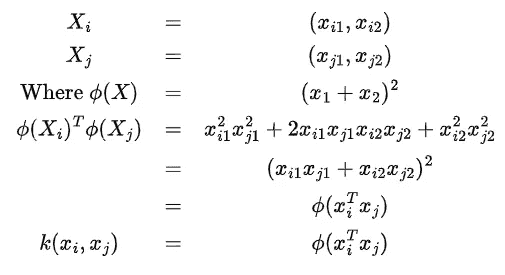 X_i = (x_{i1}, x_{i2})
X_j = (x_{j1}, x_{j2})
Where ϕ(X) = (x_1 + x_2)^2
ϕ(X_i)^T ϕ(X_j) = x_{i1}^2 x_{j1}^2 + 2x_{i1}x_{j1}x_{i2}x_{j2} + x_{i2}^2 x_{j2}^2
= (x_{i1}x_{j1} + x_{i2}x_{j2})^2
= ϕ(x_i^T x_j)
k(x_i, x_j) = ϕ(x_i^T x_j)